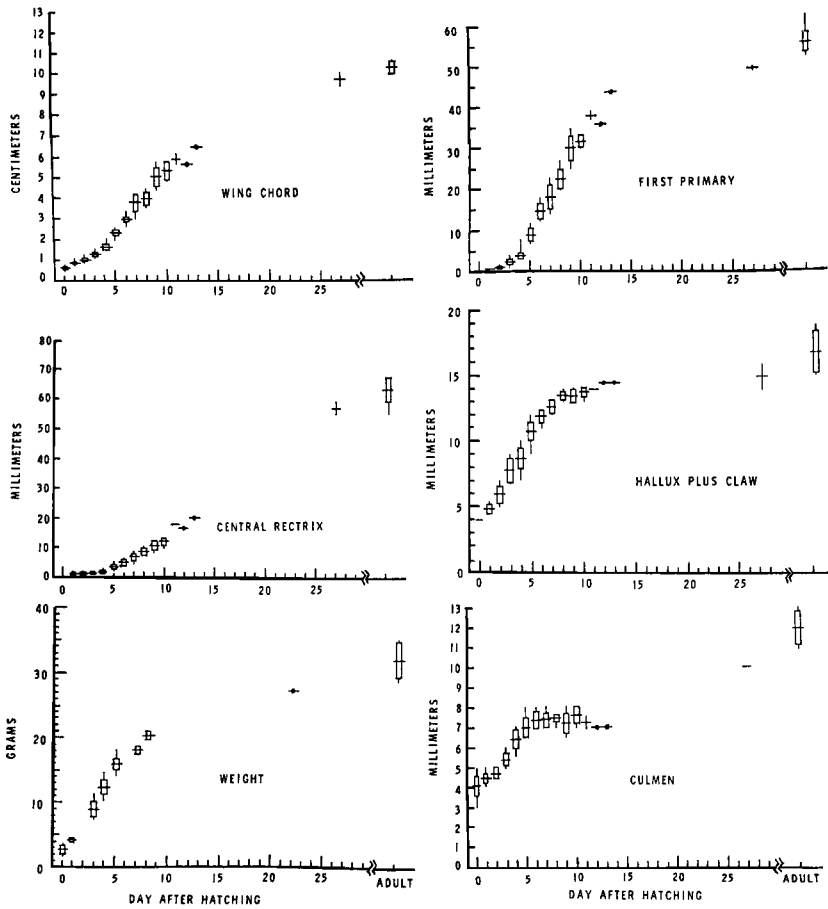 13
12
11
10
9
8
7
6
5
4
3
2
1
0
CENTIMETERS
WING CHORD
0 5 10 15 20 25
60
50
40
30
20
10
0
MILLIMETERS
FIRST PRIMARY
0 5 10 15 20 25
80
70
60
50
40
30
20
10
0
MILLIMETERS
CENTRAL RECTRIX
0 5 10 15 20 25
20
15
10
5
0
MILLIMETERS
HALLUX PLUS CLAW
0 5 10 15 20 25
40
30
20
10
0
GRAMS
WEIGHT
0 5 10 15 20 25 ADULT
DAY AFTER HATCHING
13
12
11
10
9
8
7
6
5
4
3
2
1
0
MILLIMETERS
CULMEN
0 5 10 15 20 25 ADULT
DAY AFTER HATCHING